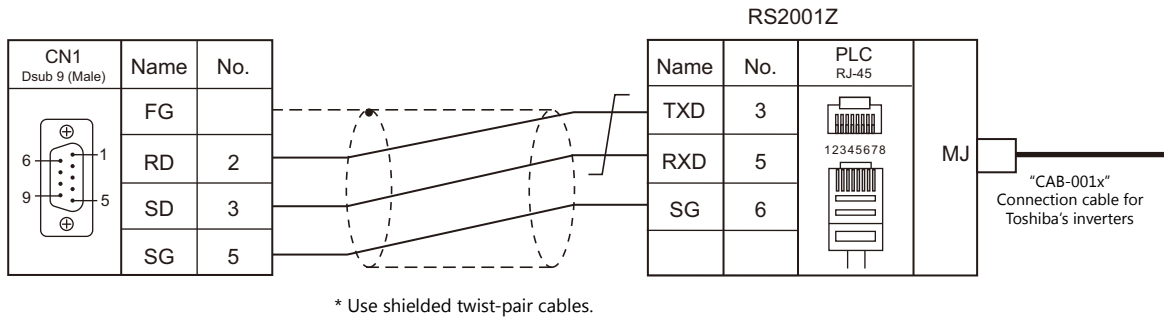 RS2001Z
CN1
Dsub 9 (Male)
Name
No.
FG
RD
2
SD
3
SG
5
6
1
9
5
Name
No.
PLC
RJ-45
TXD
3
RXD
5
SG
6
12345678
MJ
“CAB-001x”
Connection cable for
Toshiba’s inverters
* Use shielded twist-pair cables.